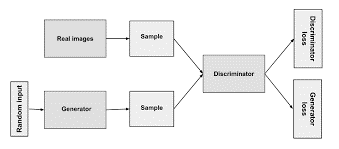 Real images
Sample
Discriminator
loss
Random input
Generator
Sample
Discriminator
Generator
loss